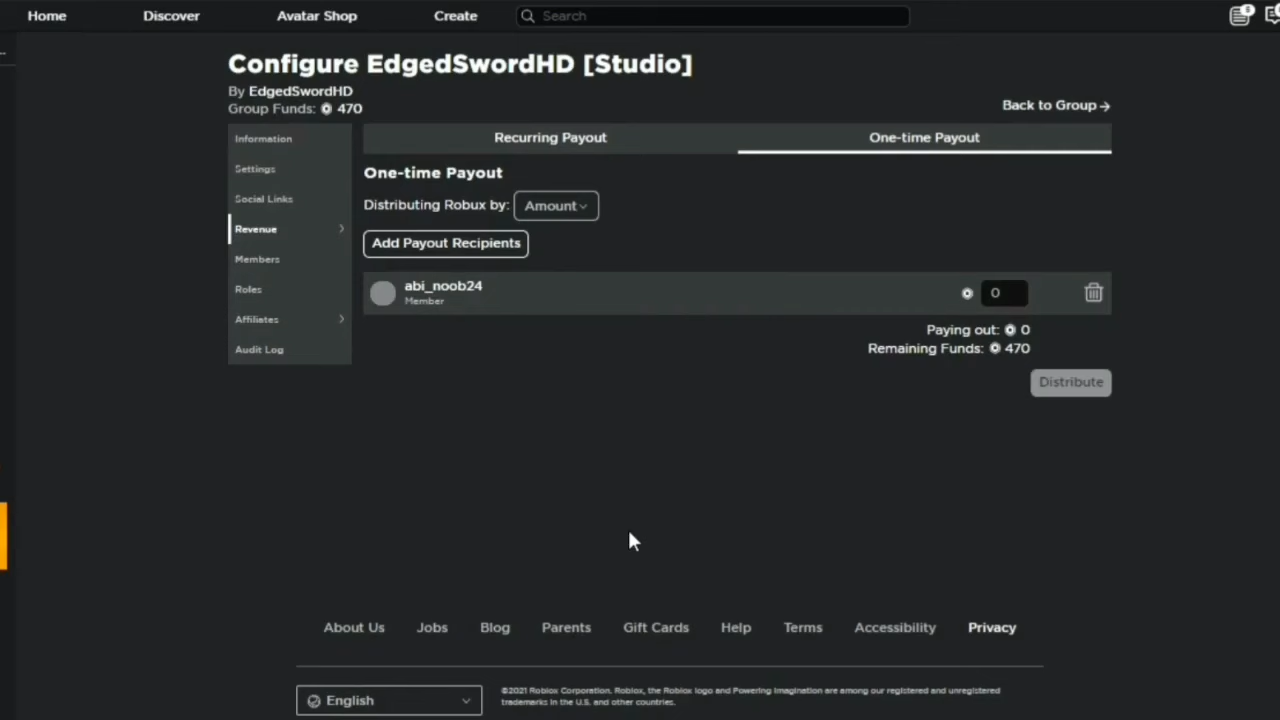 Home Discover Avatar Shop Create Search
Configure EdgedSwordHD [Studio]
By EdgedSwordHD
Group Funds: 470
Back to Group
Information
Settings
Social Links
Revenue
Members
Roles
Affiliates
Audit Log
Recurring Payout One-time Payout
One-time Payout
Distributing Robux by: Amount
Add Payout Recipients
abi_noob24
Member
0
Paying out: 0
Remaining Funds: 470
Distribute
About Us Jobs Blog Parents Gift Cards Help Terms Accessibility Privacy
English
©2021 Roblox Corporation. Roblox, the Roblox logo and Powering Imagination are among our registered and unregistered
trademarks in the U.S. and other countries.